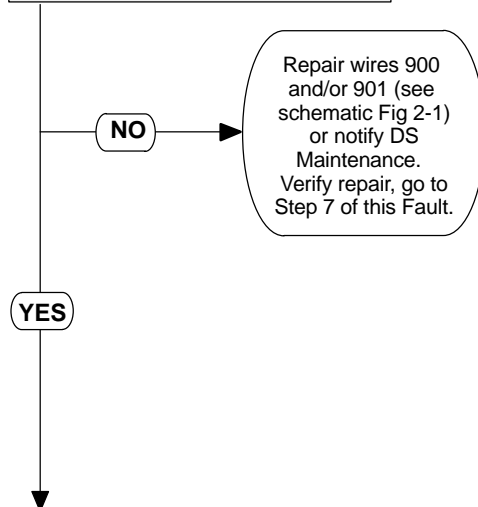 NO
Repair wires 900
and/or 901 (see
schematic Fig 2-1)
or notify DS
Maintenance.
Verify repair, go to
Step 7 of this Fault.
YES